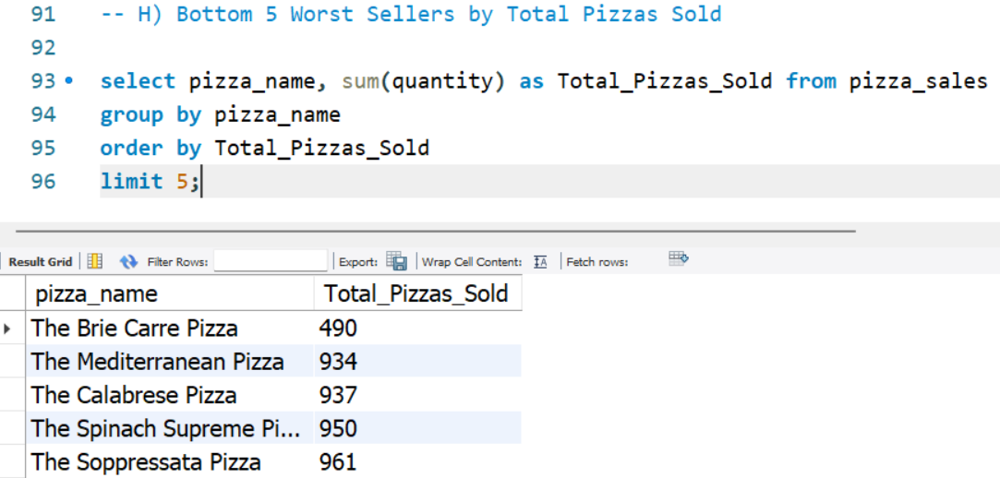 91 -- H) Bottom 5 Worst Sellers by Total Pizzas Sold
92
93 select pizza_name, sum(quantity) as Total_Pizzas_Sold from pizza_sales
94 group by pizza_name
95 order by Total_Pizzas_Sold
96 limit 5;
Result Grid Filter Rows: Export: Wrap Cell Content: Fetch rows:
pizza_name Total_Pizzas_Sold
The Brie Carre Pizza 490
The Mediterranean Pizza 934
The Calabrese Pizza 937
The Spinach Supreme Pi... 950
The Soppressata Pizza 961